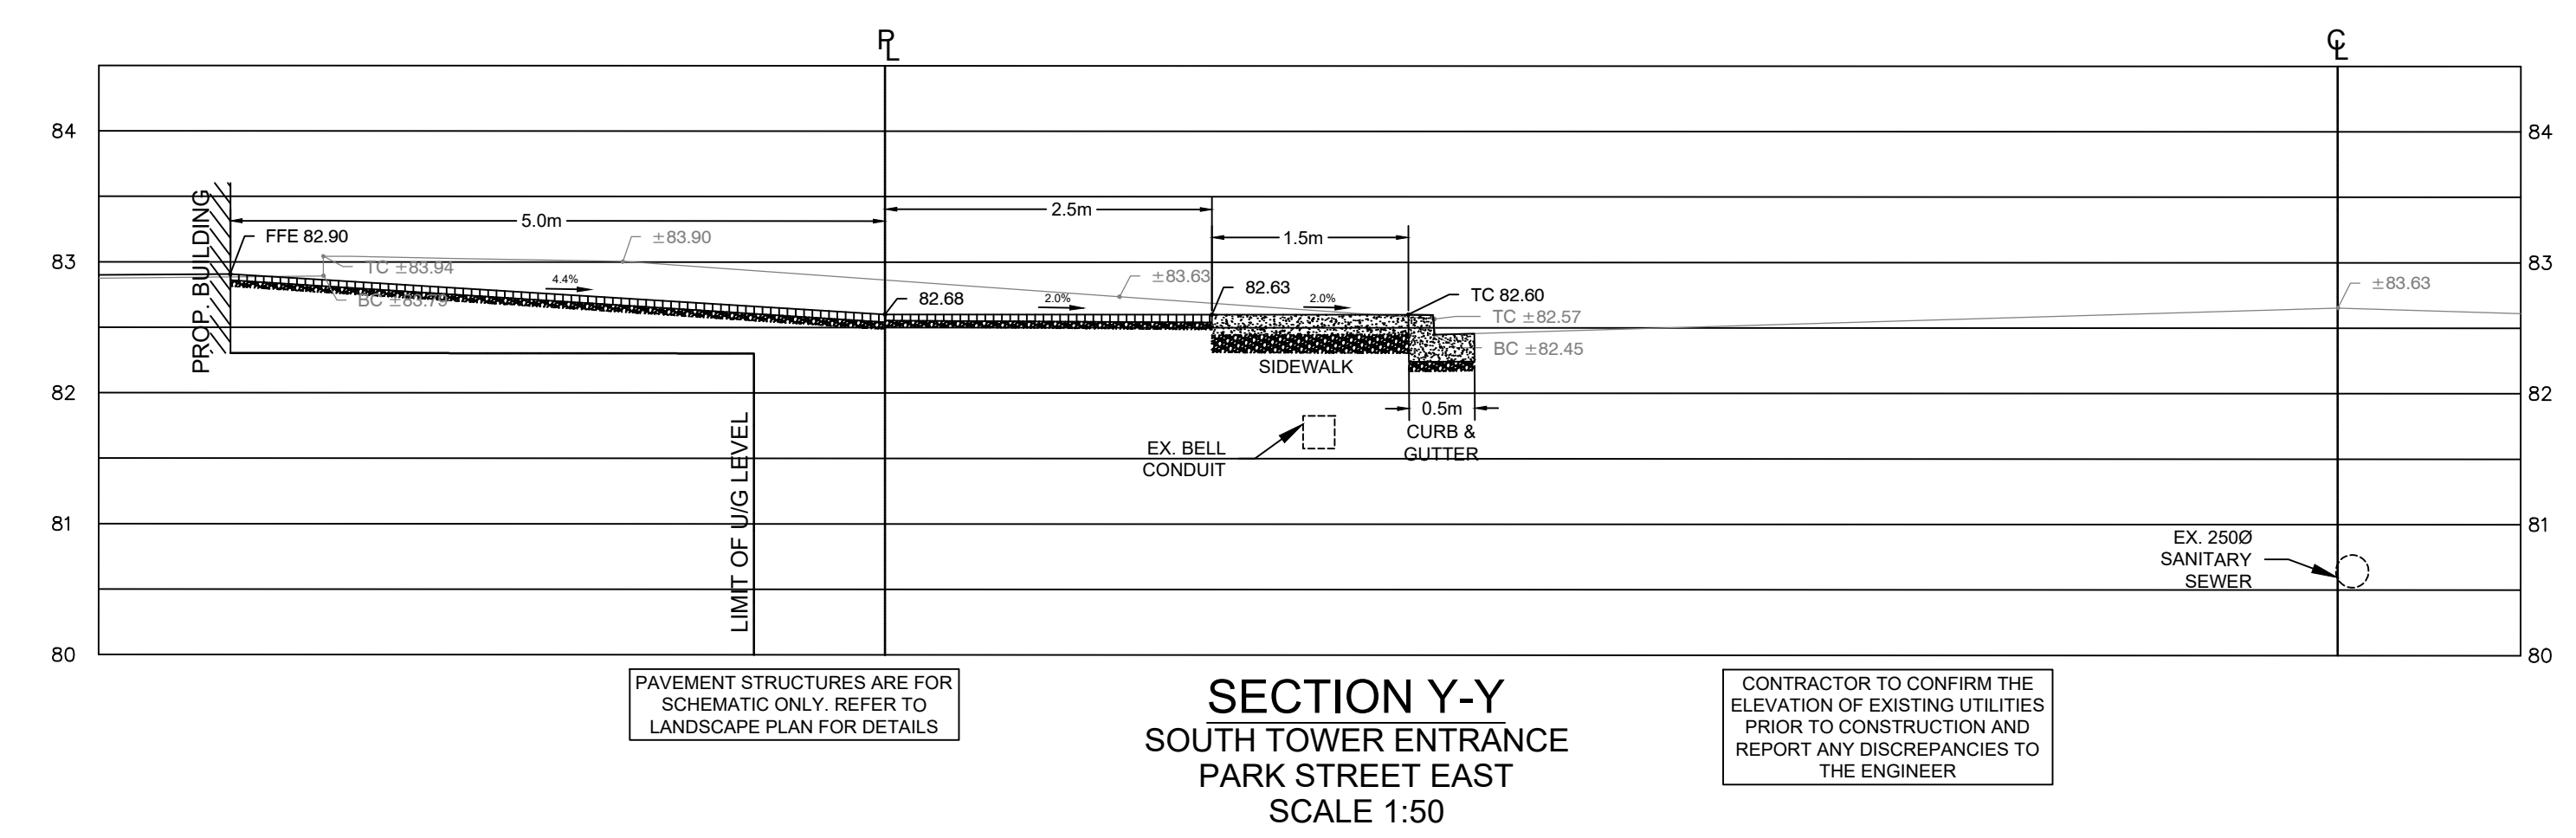 PL
CL
84
84
83
83
82
82
81
81
80
80
PROP. BUILDING
5.0m
2.5m
1.5m
FFE 82.90
±83.90
TC ±83.94
BC ±83.79
4.4%
82.68
2.0%
±83.63
82.63
2.0%
TC 82.60
TC ±82.57
BC ±82.45
±83.63
SIDEWALK
0.5m
CURB &
GUTTER
EX. BELL
CONDUIT
LIMIT OF U/G LEVEL
EX. 250Ø
SANITARY
SEWER
PAVEMENT STRUCTURES ARE FOR
SCHEMATIC ONLY. REFER TO
LANDSCAPE PLAN FOR DETAILS
SECTION Y-Y
SOUTH TOWER ENTRANCE
PARK STREET EAST
SCALE 1:50
CONTRACTOR TO CONFIRM THE
ELEVATION OF EXISTING UTILITIES
PRIOR TO CONSTRUCTION AND
REPORT ANY DISCREPANCIES TO
THE ENGINEER